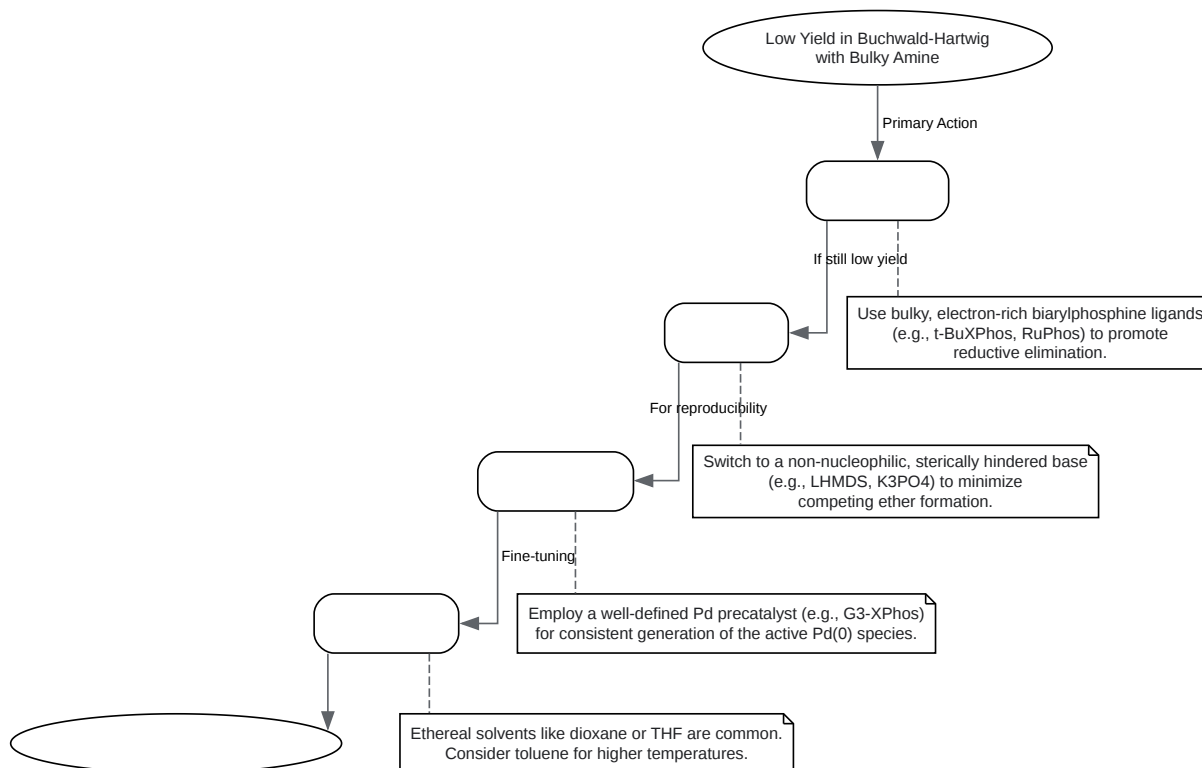 Low Yield in Buchwald-Hartwig
with Bulky Amine
Primary Action
If still low yield
Use bulky, electron-rich biarylphosphine ligands
(e.g., t-BuXPhos, RuPhos) to promote
reductive elimination.
For reproducibility
Switch to a non-nucleophilic, sterically hindered base
(e.g., LHMDS, K3PO4) to minimize
competing ether formation.
Fine-tuning
Employ a well-defined Pd precatalyst (e.g., G3-XPhos)
for consistent generation of the active Pd(0) species.
Ethereal solvents like dioxane or THF are common.
Consider toluene for higher temperatures.